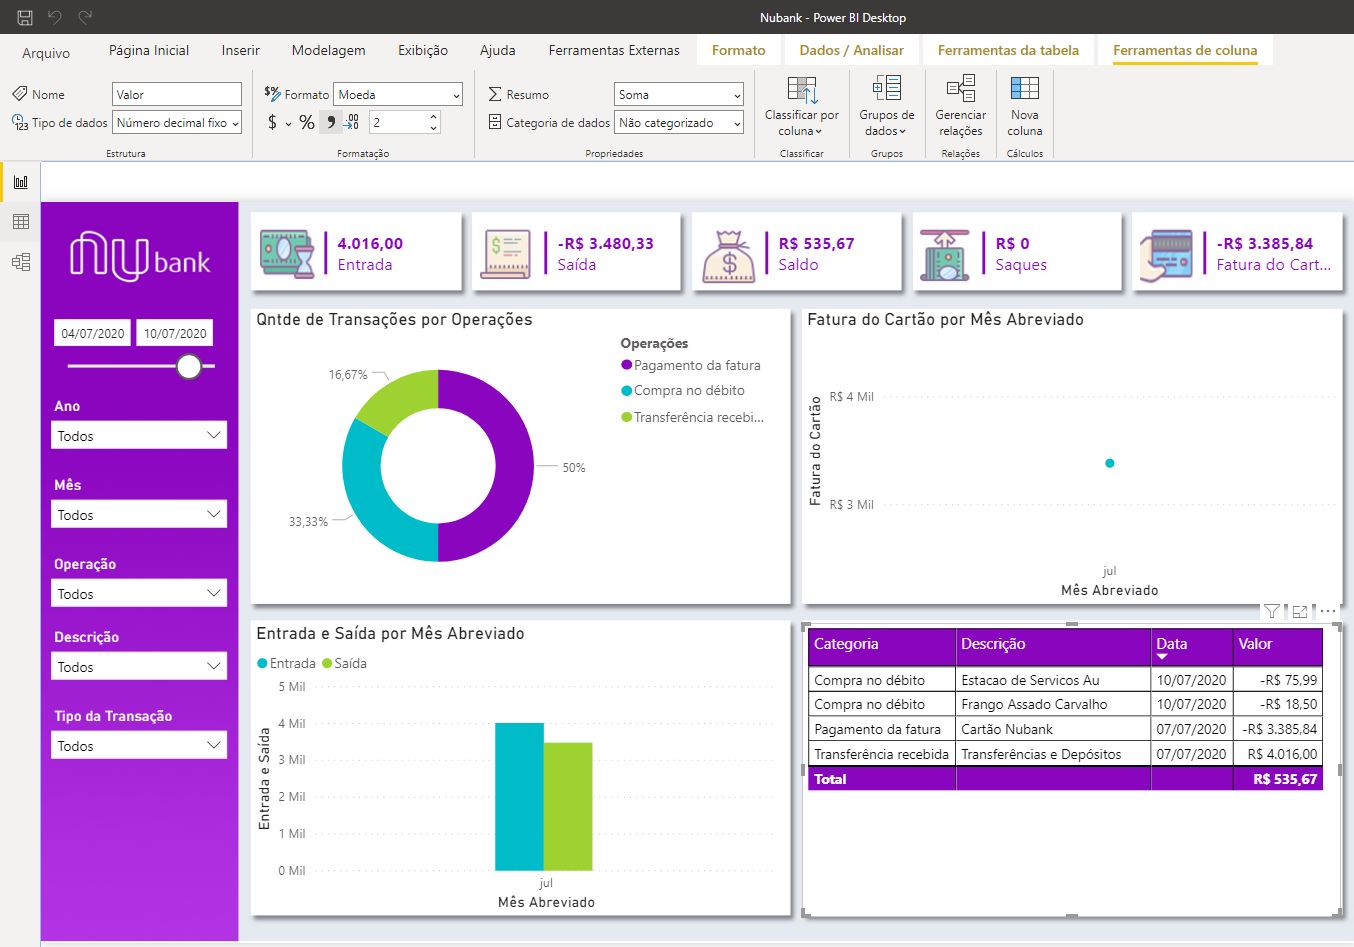 Nubank - Power BI Desktop
Arquivo Página Inicial Inserir Modelagem Exibição Ajuda Ferramentas Externas Formato Dados / Analisar Ferramentas da tabela Ferramentas de coluna
Nome Valor
Tipo de dados Número decimal fixo
Estrutura
$% Formato Moeda
$ % 2
Formatação
Resumo Soma
Categoria de dados Não categorizado
Propriedades
Classificar por
coluna
Classificar
Grupos de
dados
Grupos
Gerenciar
relações
Relações
Nova
coluna
Cálculos
NU bank
04/07/2020 10/07/2020
Ano
Todos
Mês
Todos
Operação
Todos
Descrição
Todos
Tipo da Transação
Todos
4.016,00
Entrada
-R$ 3.480,33
Saída
R$ 535,67
Saldo
R$ 0
Saques
-R$ 3.385,84
Fatura do Cart...
Qntde de Transações por Operações
Operações
Pagamento da fatura
Compra no débito
Transferência recebi...
16,67%
50%
33,33%
Fatura do Cartão por Mês Abreviado
Fatura do Cartão
R$ 4 Mil
R$ 3 Mil
jul
Mês Abreviado
Entrada e Saída por Mês Abreviado
Entrada Saída
Entrada e Saída
5 Mil
4 Mil
3 Mil
2 Mil
1 Mil
0 Mil
jul
Mês Abreviado
Categoria Descrição Data Valor
Compra no débito Estacao de Servicos Au 10/07/2020 -R$ 75,99
Compra no débito Frango Assado Carvalho 10/07/2020 -R$ 18,50
Pagamento da fatura Cartão Nubank 07/07/2020 -R$ 3.385,84
Transferência recebida Transferências e Depósitos 07/07/2020 R$ 4.016,00
Total R$ 535,67